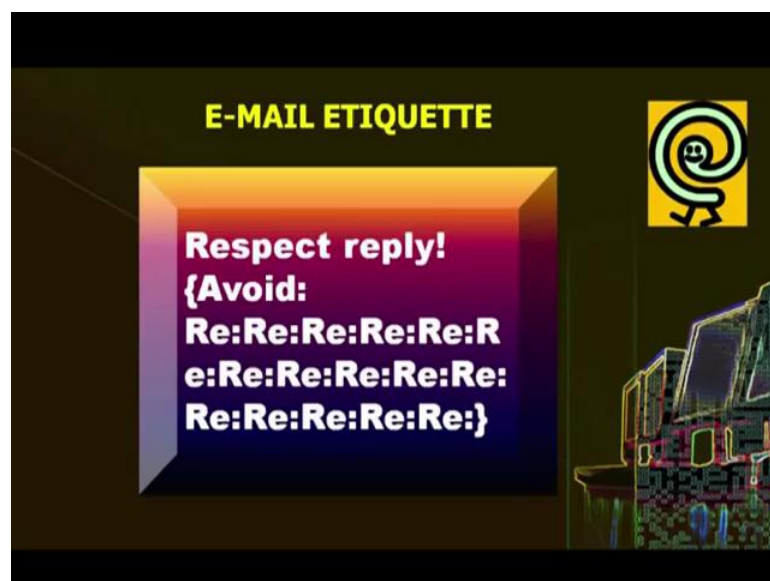 E-MAIL ETIQUETTE
Respect reply!
{Avoid:
Re:Re:Re:Re:Re:R
e:Re:Re:Re:Re:Re:
Re:Re:Re:Re:Re:}